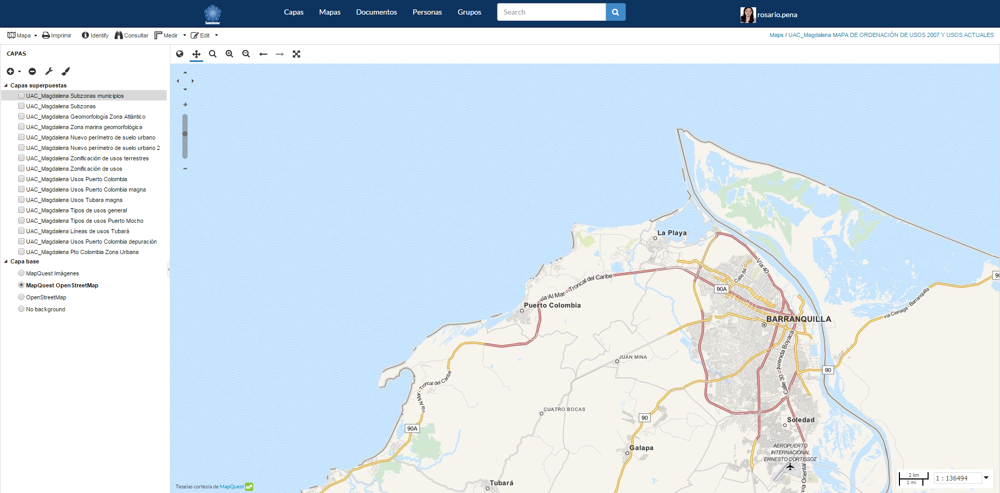 invemar
Capas
Mapas
Documentos
Personas
Grupos
Search
rosario.pena
Mapa
Imprimir
Identify
Consultar
Medir
Edit
Maps / UAC_Magdalena MAPA DE ORDENACIÓN DE USOS 2007 Y USOS ACTUALES
CAPAS
Capas superpuestas
UAC_Magdalena Subzonas municipios
UAC_Magdalena Subzonas
UAC_Magdalena Geomorfología Zona Atlántico
UAC_Magdalena Zona marina geomorfológica
UAC_Magdalena Nuevo perímetro de suelo urbano
UAC_Magdalena Nuevo perímetro de suelo urbano 2
UAC_Magdalena Zonificación de usos terrestres
UAC_Magdalena Zonificación de usos
UAC_Magdalena Usos Puerto Colombia
UAC_Magdalena Usos Puerto Colombia magna
UAC_Magdalena Usos Tubara magna
UAC_Magdalena Tipos de usos general
UAC_Magdalena Tipos de usos Puerto Mocho
UAC_Magdalena Líneas de usos Tubará
UAC_Magdalena Usos Puerto Colombia depuración
UAC_Magdalena Pto Colombia Zona Urbana
Capa base
MapQuest Imágenes
MapQuest OpenStreetMap
OpenStreetMap
No background
La Playa
Vía 40
Calle 84
90
vía Al Mar - Troncal del Caribe
90A
vía Cienaga - Barranquilla
Puerto Colombia
BARRANQUILLA
Calle 30 - Avenida Boyacá
JUAN MINA
90
vía Al Mar - Troncal del Caribe
CUATRO BOCAS
90
90A
Soledad
AEROPUERTO
INTERNACIONAL
ERNESTO CORTISSOZ
Galapa
vía Oriental
Tubará
Teselas cortesía de MapQuest
2 km
1 mi
1 : 136494